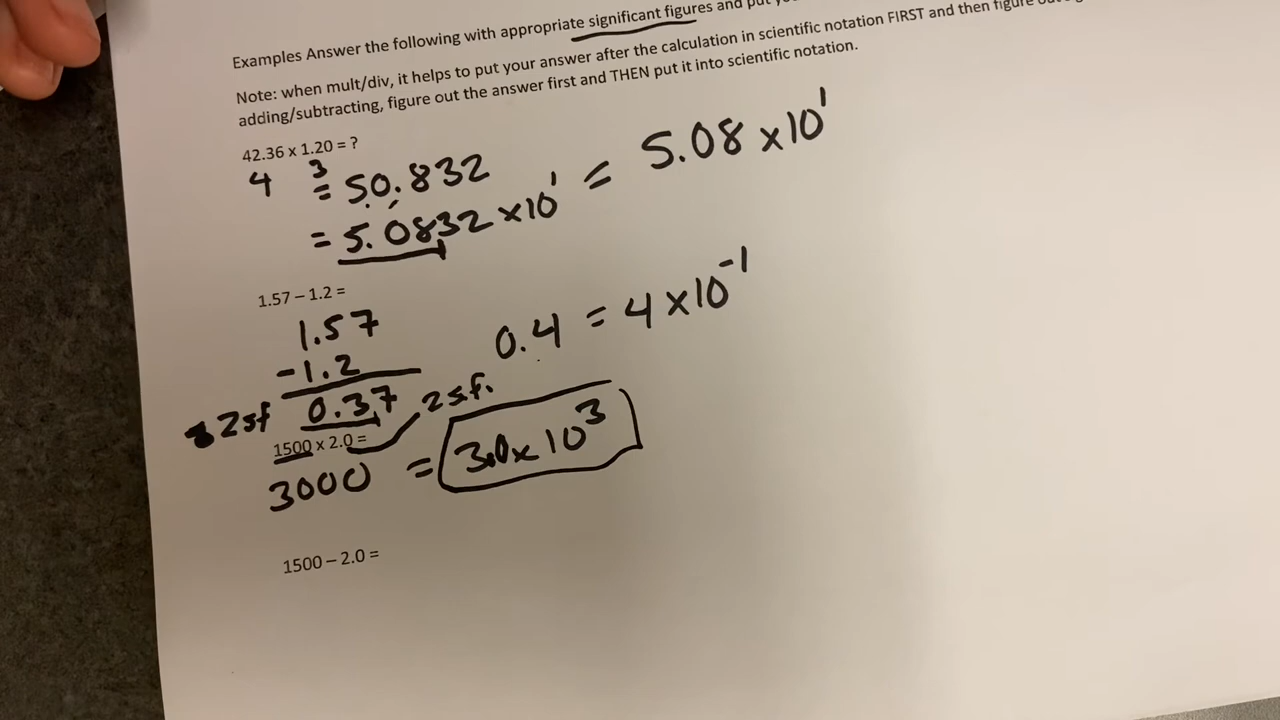 Examples Answer the following with appropriate significant figures and put
Note: when mult/div, it helps to put your answer after the calculation in scientific notation FIRST and then figure
adding/subtracting, figure out the answer first and THEN put it into scientific notation.
42.36 x 1.20 = ?
4 3 = 50.832 = 5.08 x 10¹
= 5.0832 x 10¹
1.57 – 1.2 =
1.57
-1.2
0.37
0.4 = 4 x 10⁻¹
2sf 2sf.
1500 x 2.0 =
3000 = 3.0 x 10³
1500 – 2.0 =